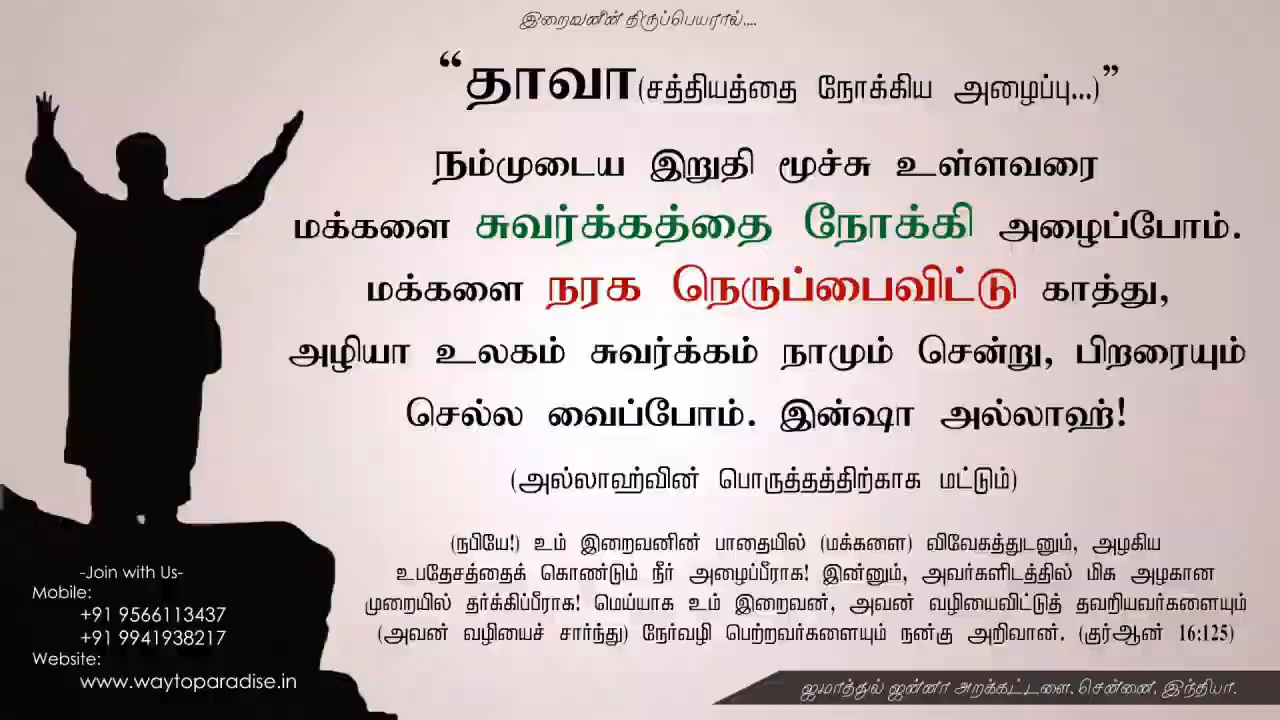 இறைவனின் திருப்பெயரால்....
“தாவா(சத்தியத்தை நோக்கிய அழைப்பு...)”
நம்முடைய இறுதி மூச்சு உள்ளவரை
மக்களை சுவர்க்கத்தை நோக்கி அழைப்போம்.
மக்களை நரக நெருப்பைவிட்டு காத்து,
அழியா உலகம் சுவர்க்கம் நாமும் சென்று, பிறரையும்
செல்ல வைப்போம். இன்ஷா அல்லாஹ்!
(அல்லாஹ்வின் பொருத்தத்திற்காக மட்டும்)
(நபியே!) உம் இறைவனின் பாதையில் (மக்களை) விவேகத்துடனும், அழகிய
உபதேசத்தைக் கொண்டும் நீர் அழைப்பீராக! இன்னும், அவர்களிடத்தில் மிக அழகான
முறையில் தர்க்கிப்பீராக! மெய்யாக உம் இறைவன், அவன் வழியைவிட்டுத் தவறியவர்களையும்
(அவன் வழியைச் சார்ந்து) நேர்வழி பெற்றவர்களையும் நன்கு அறிவான். (குர்ஆன் 16:125)
-Join with Us-
Mobile:
+91 9566113437
+91 9941938217
Website:
www.waytoparadise.in
ஜமாத்துல் ஜன்னா அறக்கட்டளை, சென்னை, இந்தியா.